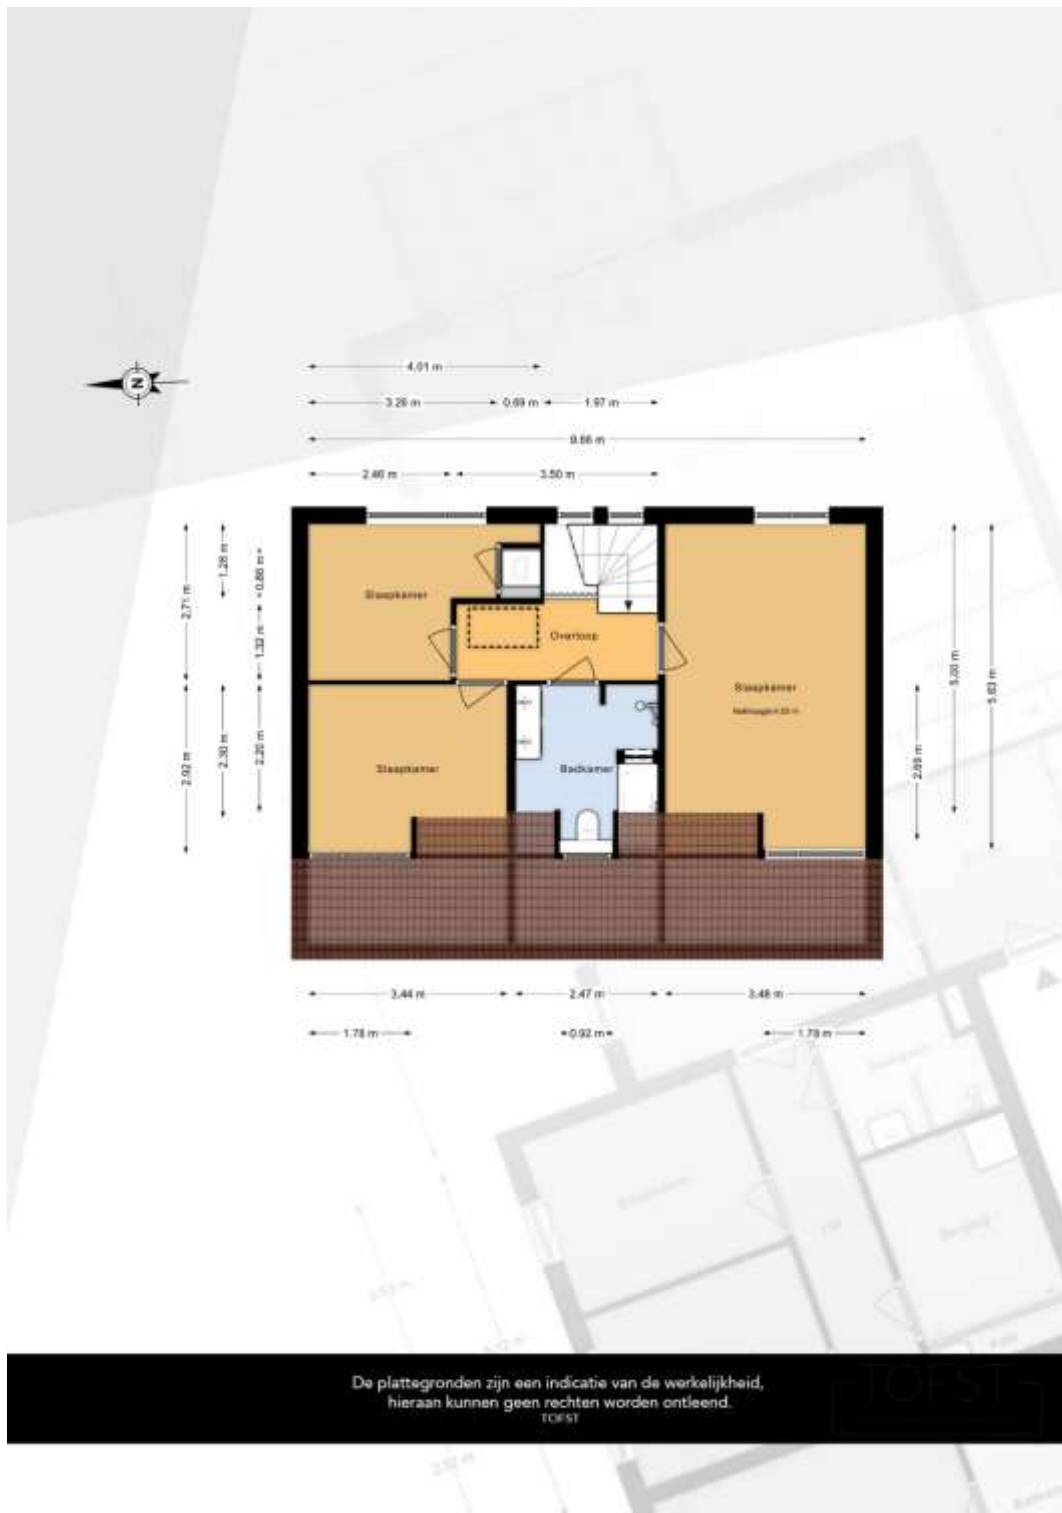 4.01 m
3.26 m
0.69 m
1.97 m
9.66 m
2.46 m
3.50 m
N
2.71 m
1.28 m
0.86 m
1.32 m
2.92 m
2.30 m
2.20 m
5.00 m
5.63 m
2.69 m
Slaapkamer
Overloop
Slaapkamer
Slaapkamer
Badkamer
3.44 m
2.47 m
3.48 m
1.78 m
0.92 m
1.78 m
Berging
De plattegronden zijn een indicatie van de werkelijkheid,
hieraan kunnen geen rechten worden ontleend.
TOFST
TOFST